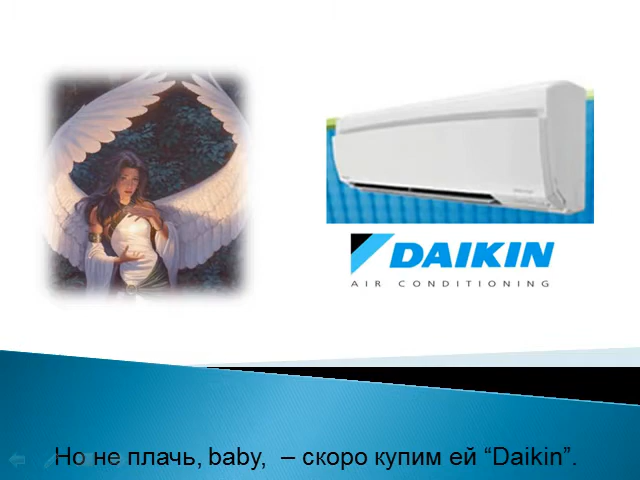 DAIKIN
AIR CONDITIONING
Но не плачь, baby,  – скоро купим ей “Daikin”.